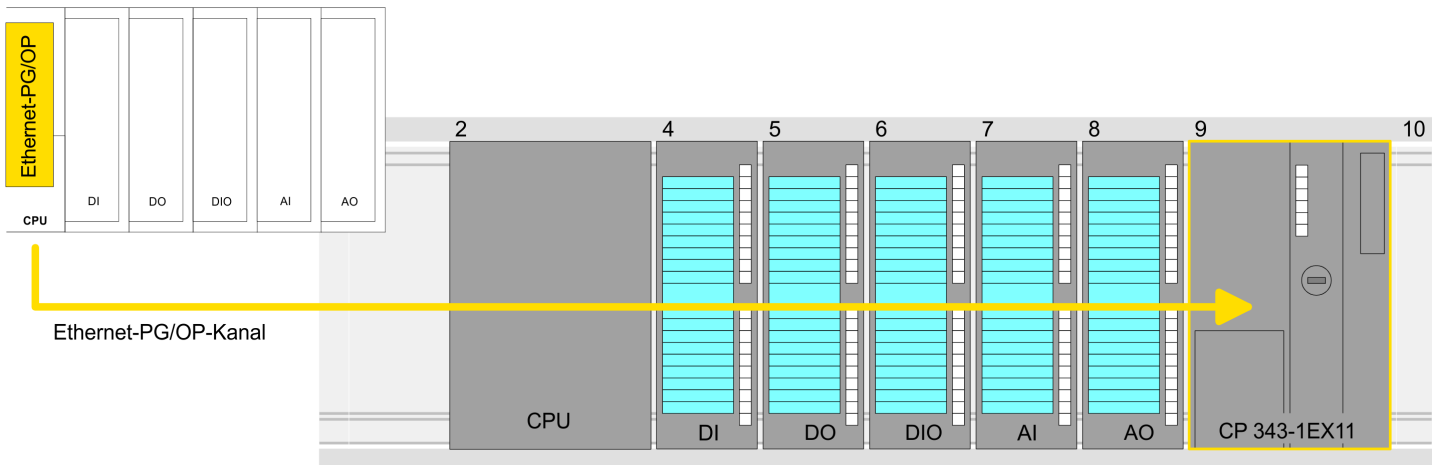 Ethernet-PG/OP
CPU
DI
DO
DIO
AI
AO
Ethernet-PG/OP-Kanal
2
4
5
6
7
8
9
10
CPU
DI
DO
DIO
AI
AO
CP 343-1EX11